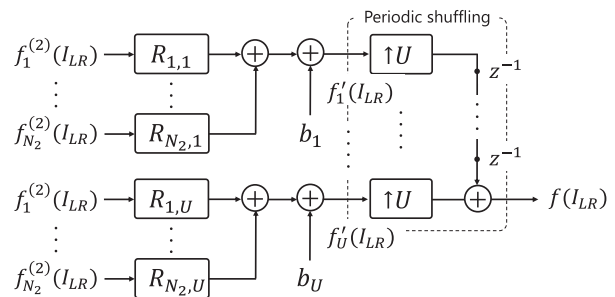 Periodic shuffling
f_1^{(2)}(I_{LR}) R_{1,1} + + ↑U
z^{-1}
f_1'(I_{LR})
f_{N_2}^{(2)}(I_{LR}) R_{N_2,1} b_1
z^{-1}
f_1^{(2)}(I_{LR}) R_{1,U} + + ↑U + f(I_{LR})
f_U'(I_{LR})
f_{N_2}^{(2)}(I_{LR}) R_{N_2,U} b_U